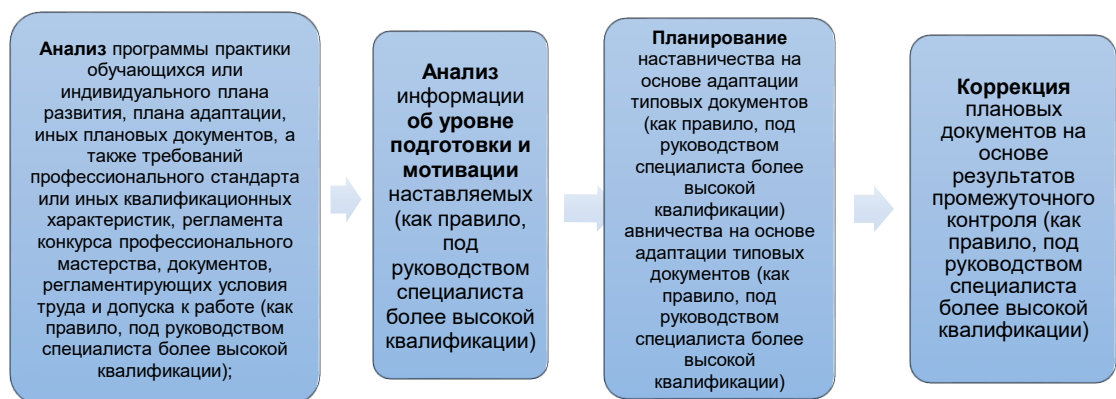 Анализ программы практики
обучающихся или
индивидуального плана
развития, плана адаптации,
иных плановых документов, а
также требований
профессионального стандарта
или иных квалификационных
характеристик, регламента
конкурса профессионального
мастерства, документов,
регламентирующих условия
труда и допуска к работе (как
правило, под руководством
специалиста более высокой
квалификации);
Анализ
информации
об уровне
подготовки и
мотивации
наставляемых
(как правило,
под
руководством
специалиста
более высокой
квалификации)
Планирование
наставничества на
основе адаптации
типовых документов
(как правило, под
руководством
специалиста более
высокой
квалификации)
авничества на основе
адаптации типовых
документов (как
правило, под
руководством
специалиста более
высокой
квалификации)
Коррекция
плановых
документов на
основе
результатов
промежуточного
контроля (как
правило, под
руководством
специалиста
более высокой
квалификации)